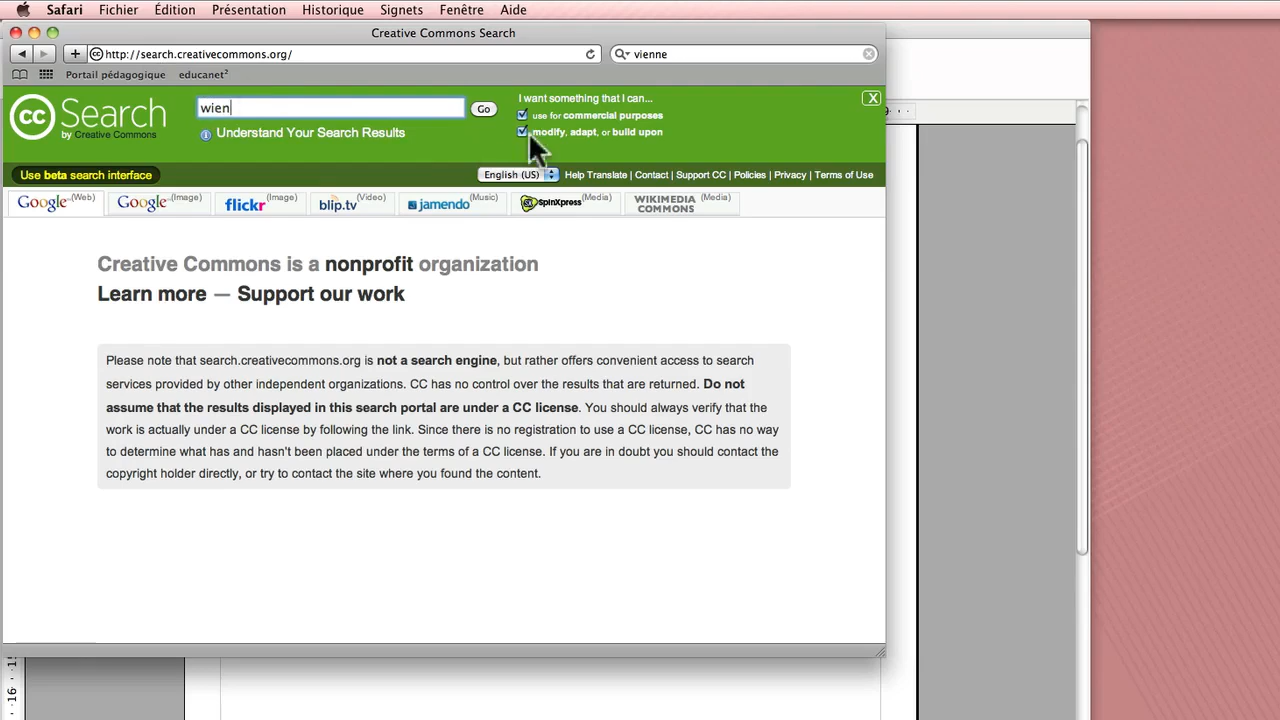 Safari Fichier Édition Présentation Historique Signets Fenêtre Aide
Creative Commons Search
http://search.creativecommons.org/ vienne
Portail pédagogique educanet²
cc Search
by Creative Commons
wien
Go
Understand Your Search Results
I want something that I can...
use for commercial purposes
modify, adapt, or build upon
X
Use beta search interface
English (US) Help Translate | Contact | Support CC | Policies | Privacy | Terms of Use
Google (Web) Google (Image) flickr (Image) blip.tv (Video) jamendo (Music) SpinXpress (Media) WIKIMEDIA COMMONS (Media)
Creative Commons is a nonprofit organization
Learn more — Support our work
Please note that search.creativecommons.org is not a search engine, but rather offers convenient access to search
services provided by other independent organizations. CC has no control over the results that are returned. Do not
assume that the results displayed in this search portal are under a CC license. You should always verify that the
work is actually under a CC license by following the link. Since there is no registration to use a CC license, CC has no way
to determine what has and hasn't been placed under the terms of a CC license. If you are in doubt you should contact the
copyright holder directly, or try to contact the site where you found the content.
16